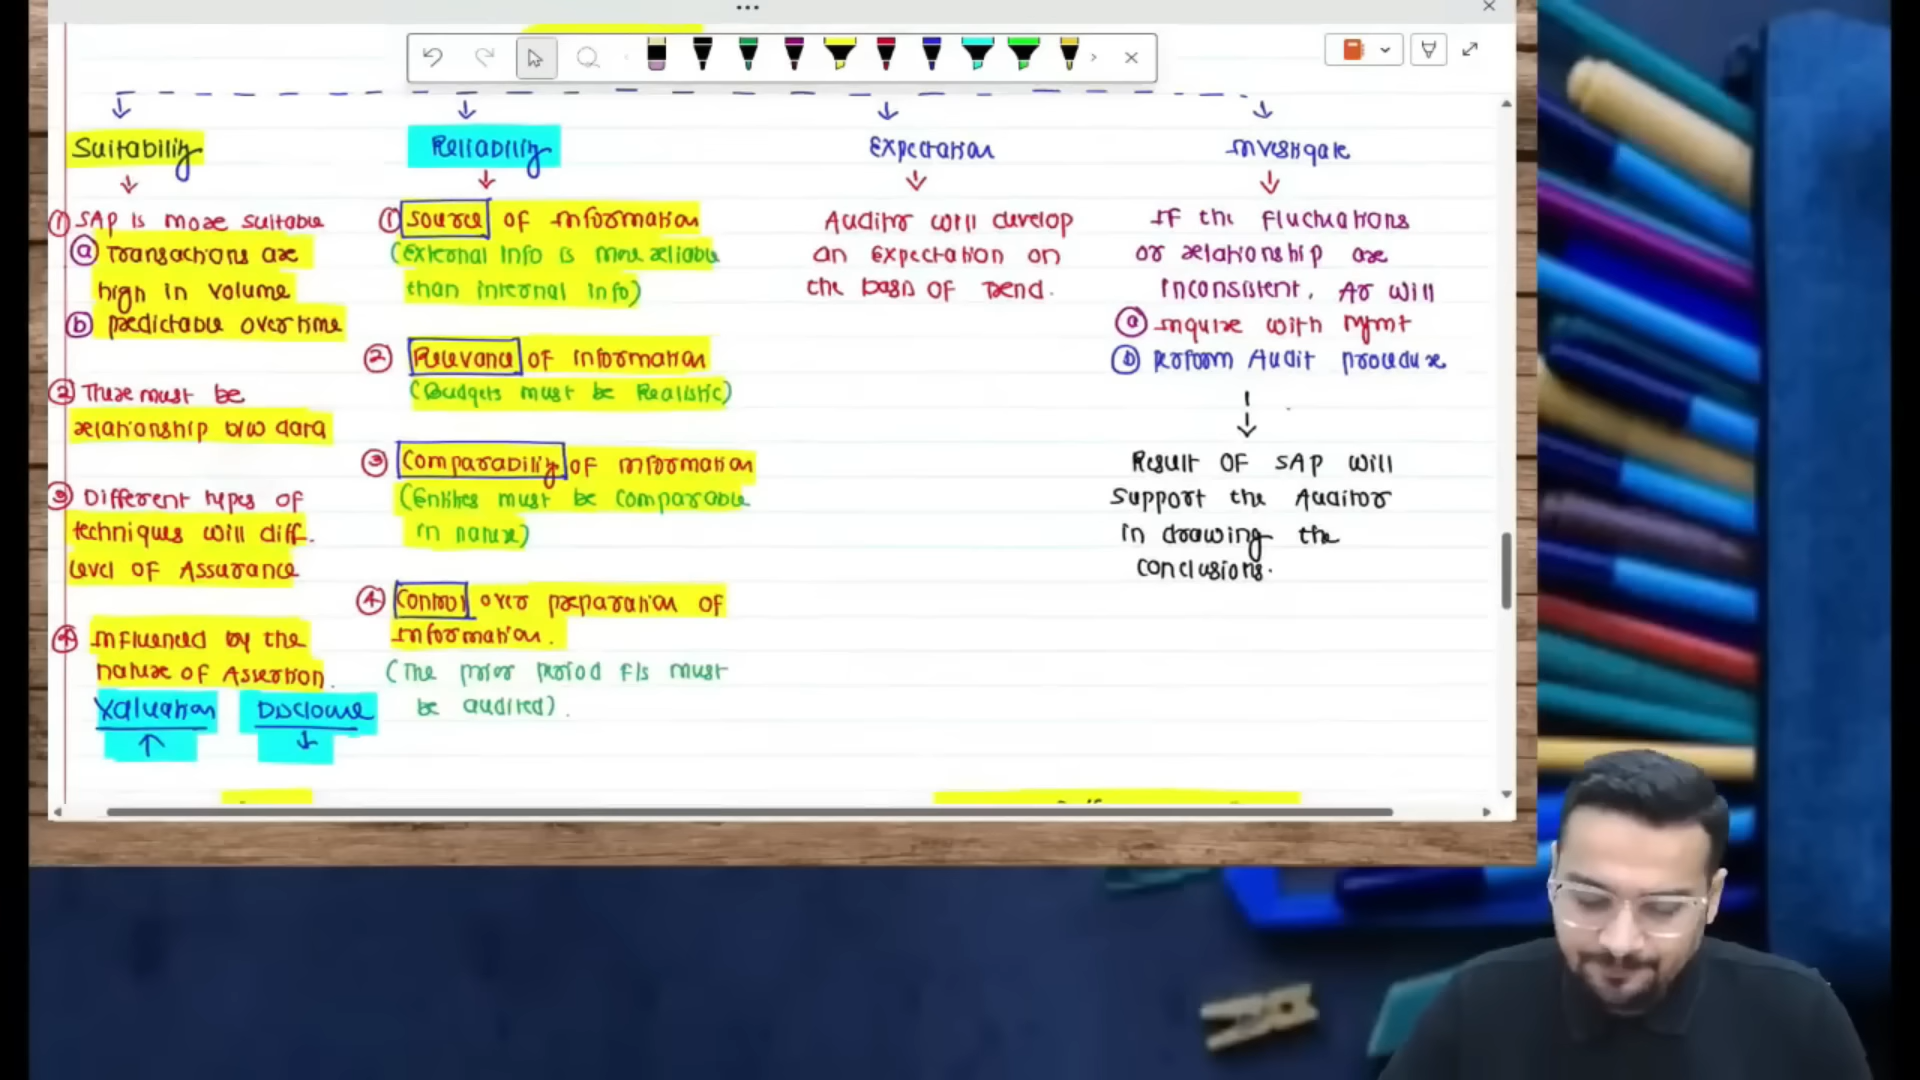 Suitability
① SAP is more suitable
ⓐ Transactions are
high in volume
ⓑ predictable overtime
② There must be
relationship b/w data
③ Different types of
techniques will diff.
level of Assurance
④ Influenced by the
nature of Assertion.
Valuation Disclosure
Reliability
① Source of Information
(External Info is more reliable
than internal info)
② Relevance of Information
(Budgets must be Realistic)
③ Comparability of Information
(Entities must be Comparable
in nature)
④ Control over preparation of
Information.
(The prior period F/s must
be audited).
Expectation
Auditor will develop
an Expectation on
the basis of Trend.
Investigate
If the fluctuations
or relationship are
inconsistent, Ar will
ⓐ Inquire with Mgmt
ⓑ Perform Audit procedure
Result OF SAP will
support the Auditor
in drawing the
conclusions.